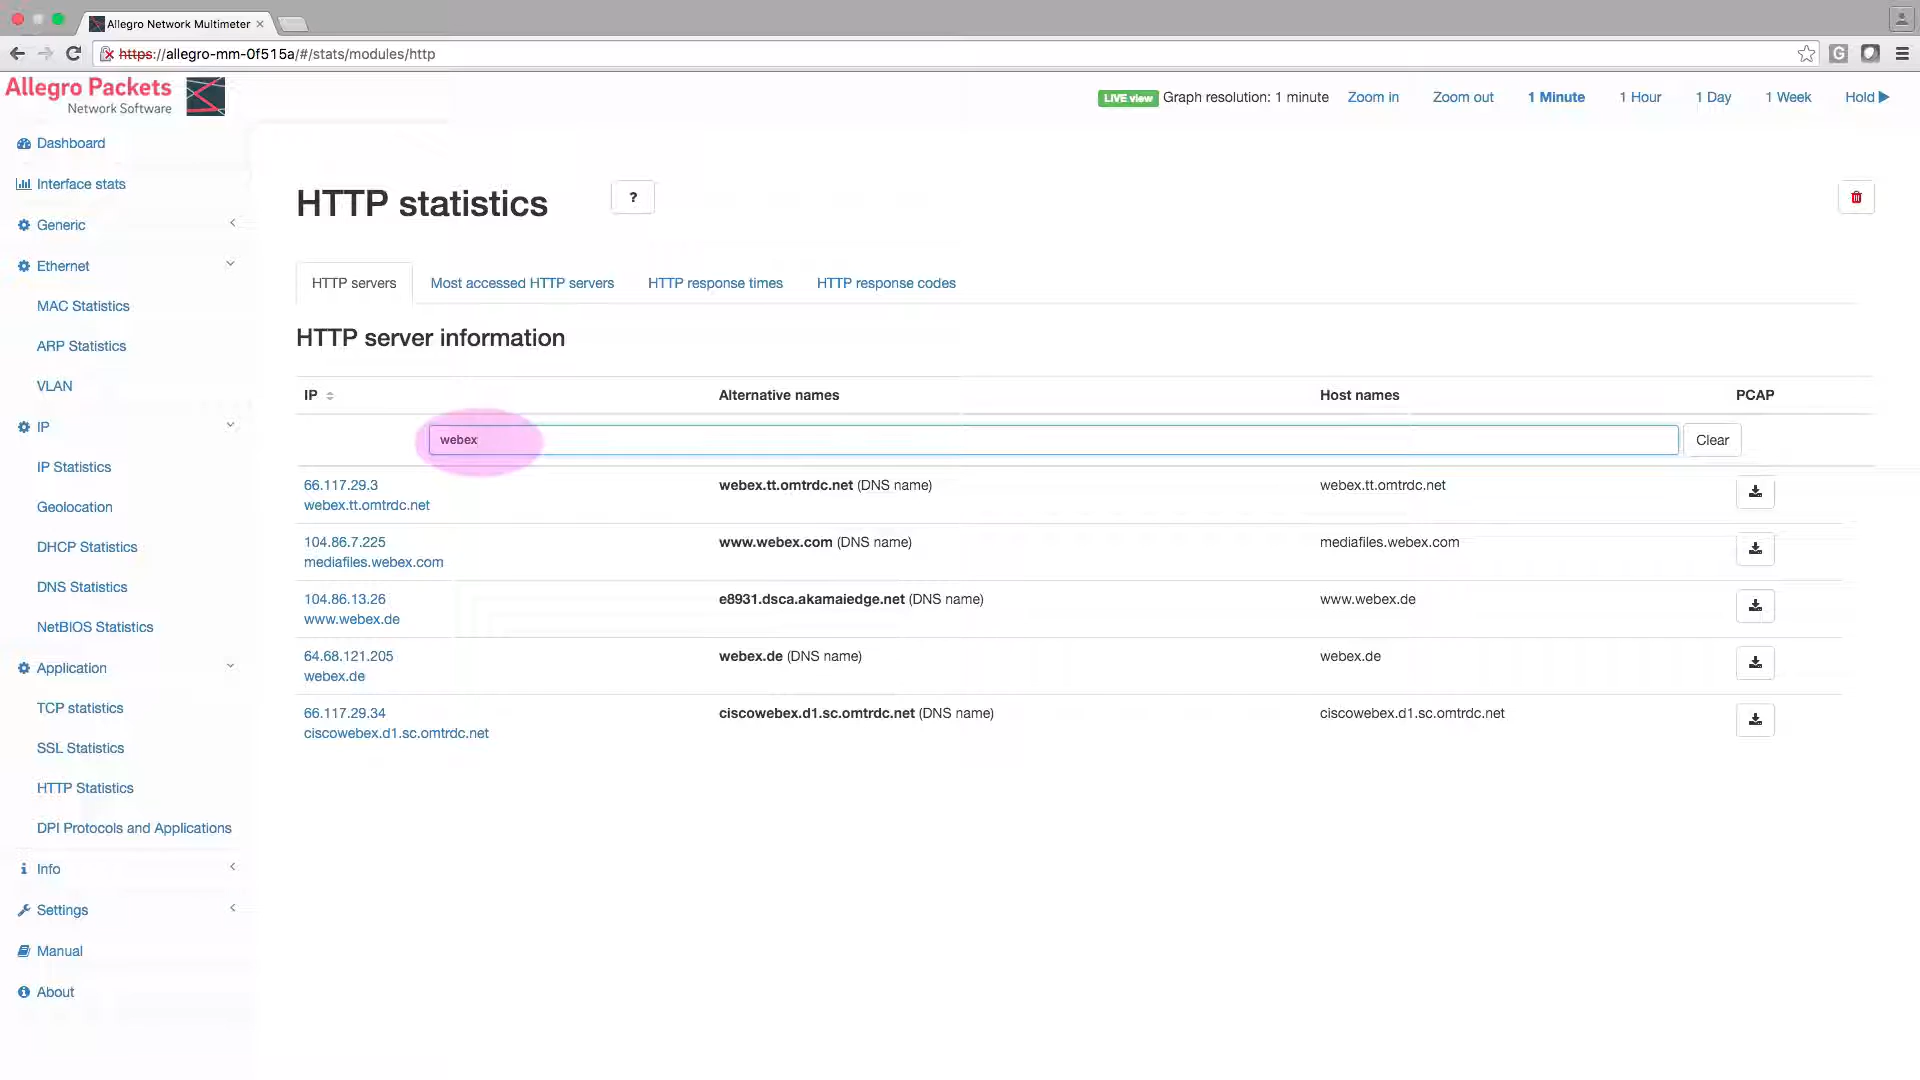 Allegro Network Multimeter
https://allegro-mm-0f515a/#/stats/modules/http
Allegro Packets
Network Software
LIVE view Graph resolution: 1 minute Zoom in Zoom out 1 Minute 1 Hour 1 Day 1 Week Hold
Dashboard
Interface stats
Generic
Ethernet
MAC Statistics
ARP Statistics
VLAN
IP
IP Statistics
Geolocation
DHCP Statistics
DNS Statistics
NetBIOS Statistics
Application
TCP statistics
SSL Statistics
HTTP Statistics
DPI Protocols and Applications
Info
Settings
Manual
About
HTTP statistics ?
HTTP servers Most accessed HTTP servers HTTP response times HTTP response codes
HTTP server information
IP Alternative names Host names PCAP
webex Clear
66.117.29.3 webex.tt.omtrdc.net (DNS name) webex.tt.omtrdc.net
webex.tt.omtrdc.net
104.86.7.225 www.webex.com (DNS name) mediafiles.webex.com
mediafiles.webex.com
104.86.13.26 e8931.dsca.akamaiedge.net (DNS name) www.webex.de
www.webex.de
64.68.121.205 webex.de (DNS name) webex.de
webex.de
66.117.29.34 ciscowebex.d1.sc.omtrdc.net (DNS name) ciscowebex.d1.sc.omtrdc.net
ciscowebex.d1.sc.omtrdc.net